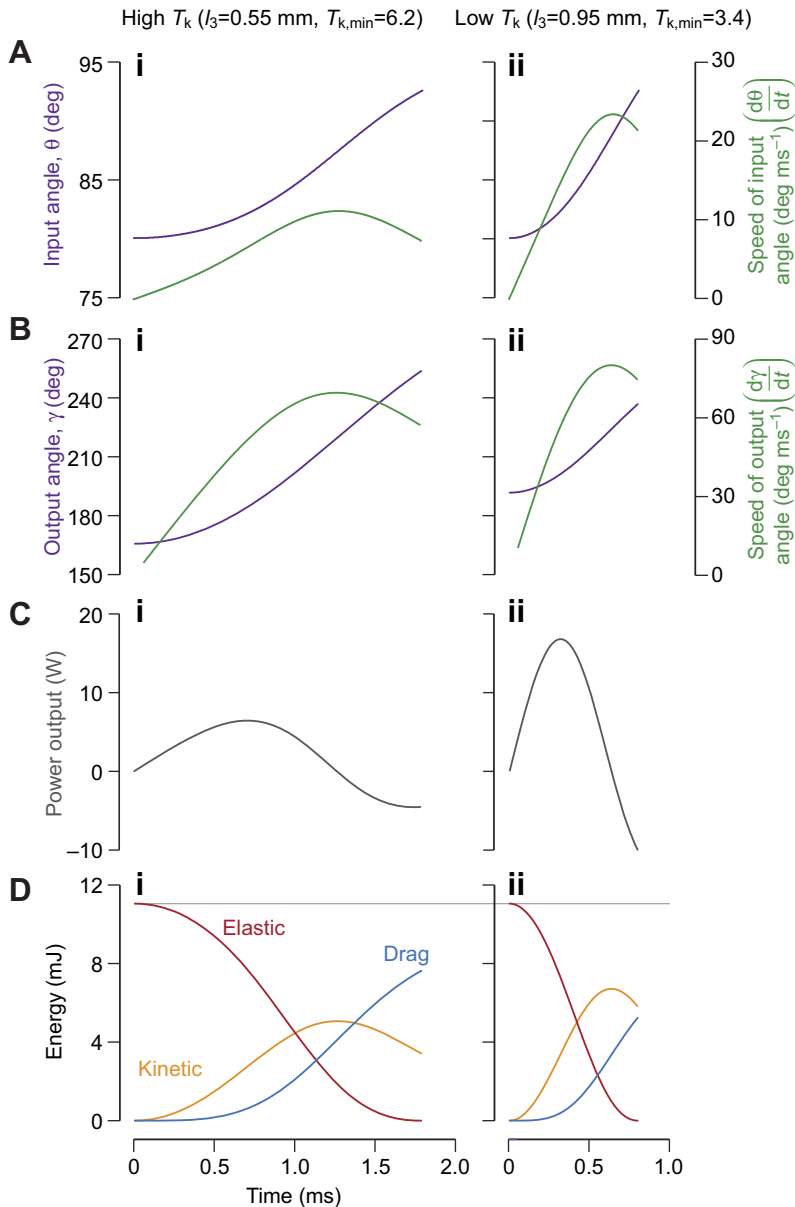 High Tk (l3=0.55 mm, Tk,min=6.2) Low Tk (l3=0.95 mm, Tk,min=3.4)
A
i
ii
95
85
75
Input angle, θ (deg)
30
20
10
0
Speed of input angle (deg ms−1) (dθ/dt)
B
i
ii
270
240
210
180
150
Output angle, γ (deg)
90
60
30
0
Speed of output angle (deg ms−1) (dγ/dt)
C
i
ii
20
10
0
–10
Power output (W)
D
i
ii
12
8
4
0
Energy (mJ)
Elastic
Drag
Kinetic
0 0.5 1.0 1.5 2.0
0 0.5 1.0
Time (ms)